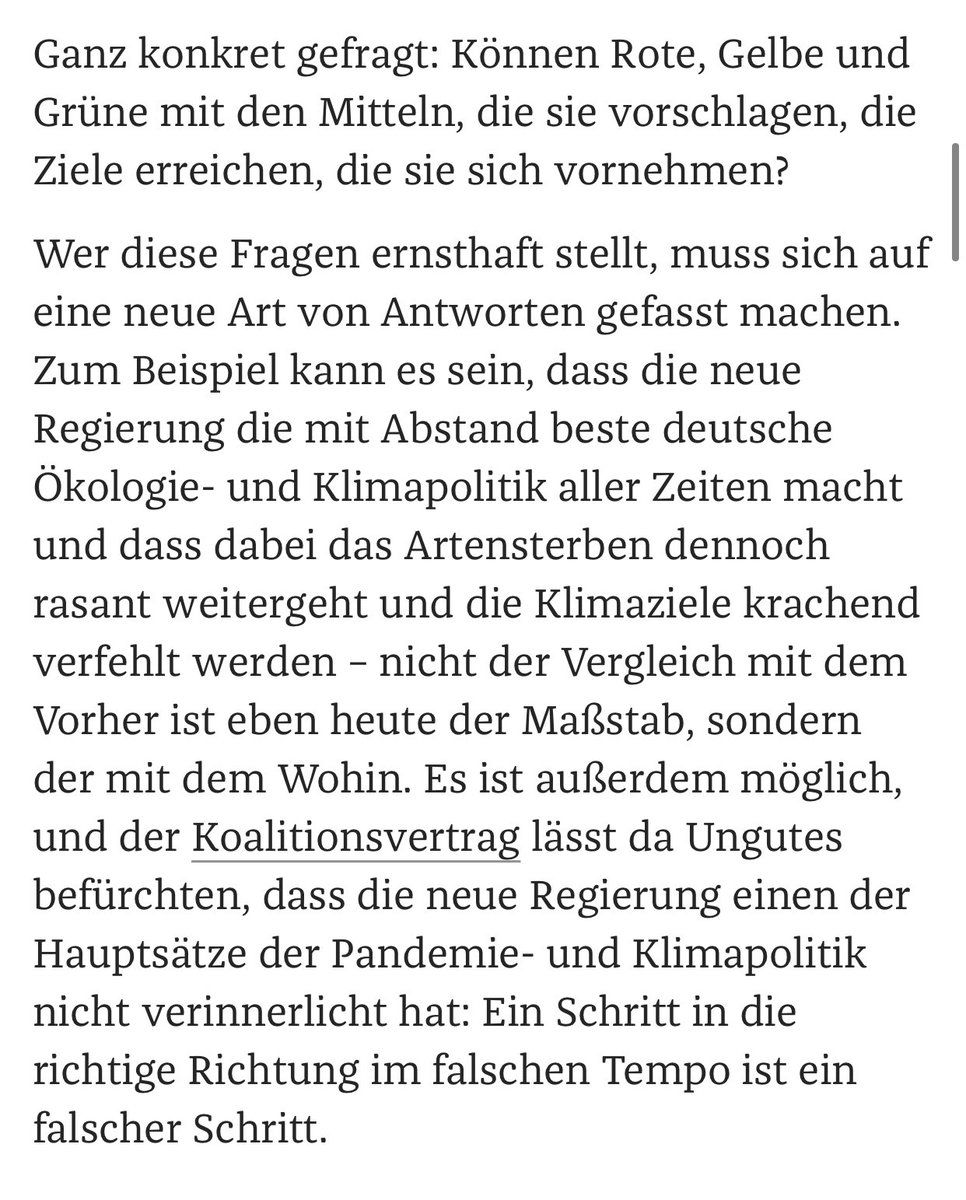 Ganz konkret gefragt: Können Rote, Gelbe und
Grüne mit den Mitteln, die sie vorschlagen, die
Ziele erreichen, die sie sich vornehmen?
Wer diese Fragen ernsthaft stellt, muss sich auf
eine neue Art von Antworten gefasst machen.
Zum Beispiel kann es sein, dass die neue
Regierung die mit Abstand beste deutsche
Ökologie- und Klimapolitik aller Zeiten macht
und dass dabei das Artensterben dennoch
rasant weitergeht und die Klimaziele krachend
verfehlt werden – nicht der Vergleich mit dem
Vorher ist eben heute der Maßstab, sondern
der mit dem Wohin. Es ist außerdem möglich,
und der Koalitionsvertrag lässt da Ungutes
befürchten, dass die neue Regierung einen der
Hauptsätze der Pandemie- und Klimapolitik
nicht verinnerlicht hat: Ein Schritt in die
richtige Richtung im falschen Tempo ist ein
falscher Schritt.